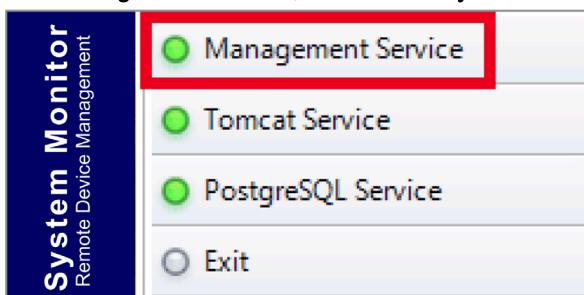 System Monitor
Remote Device Management
Management Service
Tomcat Service
PostgreSQL Service
Exit